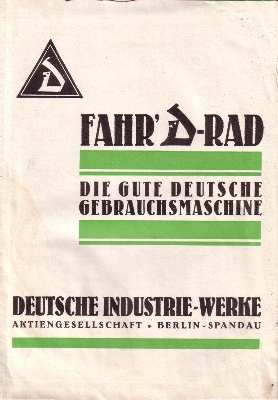 D
FAHR' D-RAD
DIE GUTE DEUTSCHE
GEBRAUCHSMASCHINE
DEUTSCHE INDUSTRIE-WERKE
AKTIENGESELLSCHAFT • BERLIN-SPANDAU